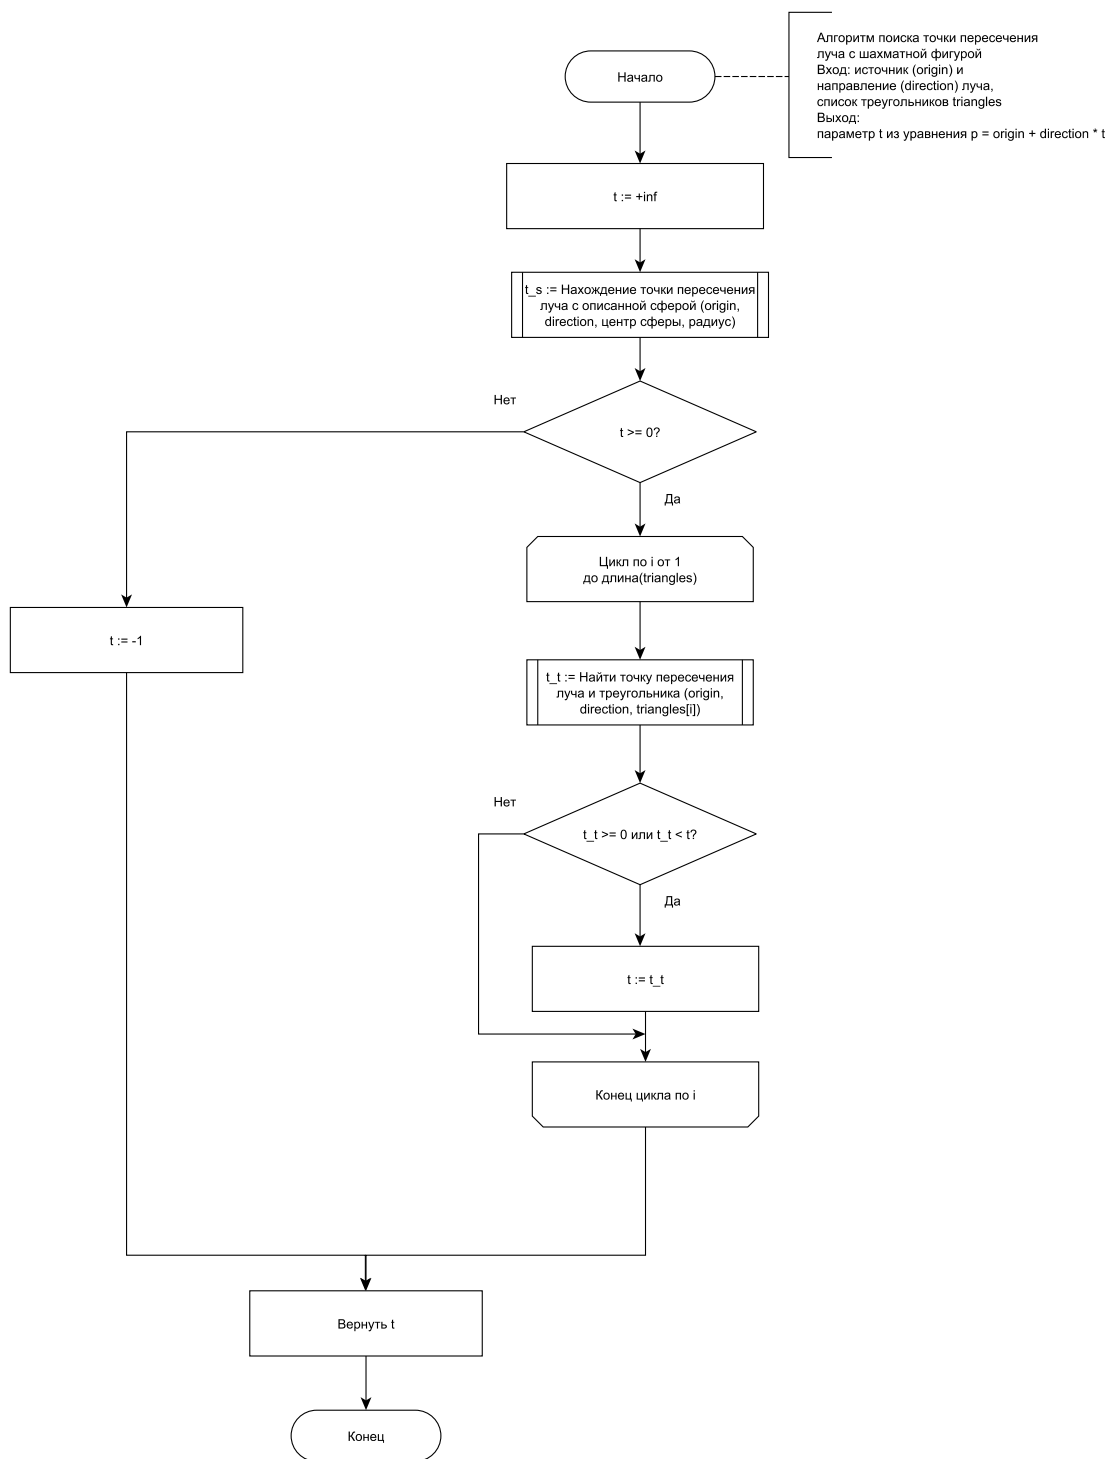 Алгоритм поиска точки пересечения
луча с шахматной фигурой
Вход: источник (origin) и
направление (direction) луча,
список треугольников triangles
Выход:
параметр t из уравнения p = origin + direction * t
Начало
t := +inf
t_s := Нахождение точки пересечения
луча с описанной сферой (origin,
direction, центр сферы, радиус)
Нет
t >= 0?
Да
Цикл по i от 1
до длина(triangles)
t := -1
t_t := Найти точку пересечения
луча и треугольника (origin,
direction, triangles[i])
Нет
t_t >= 0 или t_t < t?
Да
t := t_t
Конец цикла по i
Вернуть t
Конец